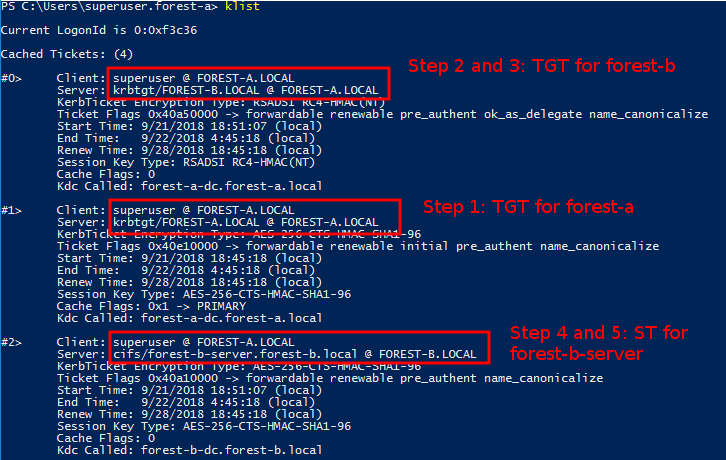 PS C:\Users\superuser.forest-a> klist
Current LogonId is 0:0xf3c36
Cached Tickets: (4)
Step 2 and 3: TGT for forest-b
#0> Client: superuser @ FOREST-A.LOCAL
Server: krbtgt/FOREST-B.LOCAL @ FOREST-A.LOCAL
KerbTicket Encryption Type: RSADSI RC4-HMAC(NT)
Ticket Flags 0x40a50000 -> forwardable renewable pre_authent ok_as_delegate name_canonicalize
Start Time: 9/21/2018 18:51:07 (local)
End Time: 9/22/2018 4:45:18 (local)
Renew Time: 9/28/2018 18:45:18 (local)
Session Key Type: RSADSI RC4-HMAC(NT)
Cache Flags: 0
Kdc Called: forest-a-dc.forest-a.local
Step 1: TGT for forest-a
#1> Client: superuser @ FOREST-A.LOCAL
Server: krbtgt/FOREST-A.LOCAL @ FOREST-A.LOCAL
KerbTicket Encryption Type: AES-256-CTS-HMAC-SHA1-96
Ticket Flags 0x40e10000 -> forwardable renewable initial pre_authent name_canonicalize
Start Time: 9/21/2018 18:45:18 (local)
End Time: 9/22/2018 4:45:18 (local)
Renew Time: 9/28/2018 18:45:18 (local)
Session Key Type: AES-256-CTS-HMAC-SHA1-96
Cache Flags: 0x1 -> PRIMARY
Kdc Called: forest-a-dc.forest-a.local
Step 4 and 5: ST for
forest-b-server
#2> Client: superuser @ FOREST-A.LOCAL
Server: cifs/forest-b-server.forest-b.local @ FOREST-B.LOCAL
KerbTicket Encryption Type: AES-256-CTS-HMAC-SHA1-96
Ticket Flags 0x40a10000 -> forwardable renewable pre_authent name_canonicalize
Start Time: 9/21/2018 18:51:07 (local)
End Time: 9/22/2018 4:45:18 (local)
Renew Time: 9/28/2018 18:45:18 (local)
Session Key Type: AES-256-CTS-HMAC-SHA1-96
Cache Flags: 0
Kdc Called: forest-b-dc.forest-b.local